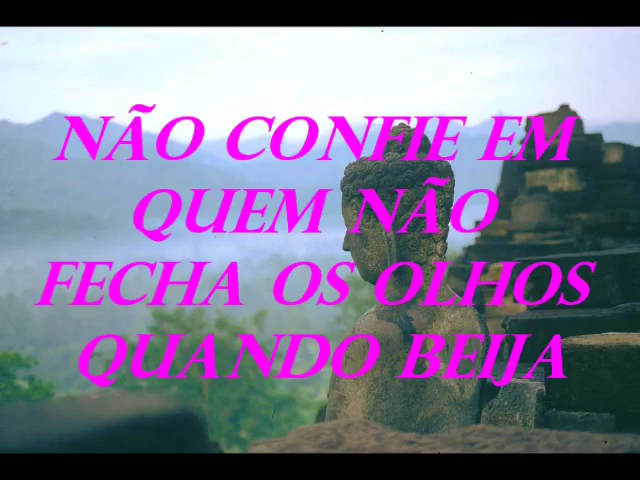 NÃO CONFIE EM
QUEM NÃO
FECHA OS OLHOS
QUANDO BEIJA